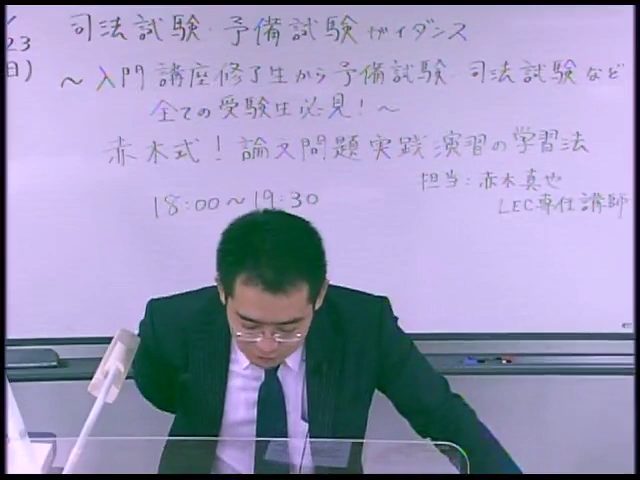 23 司法試験・予備試験 ガイダンス
日) ～入門講座修了生から予備試験・司法試験など
全ての受験生必見!～
赤木式! 論文問題実践演習の学習法
担当:赤木真也
18:00～19:30 LEC専任講師